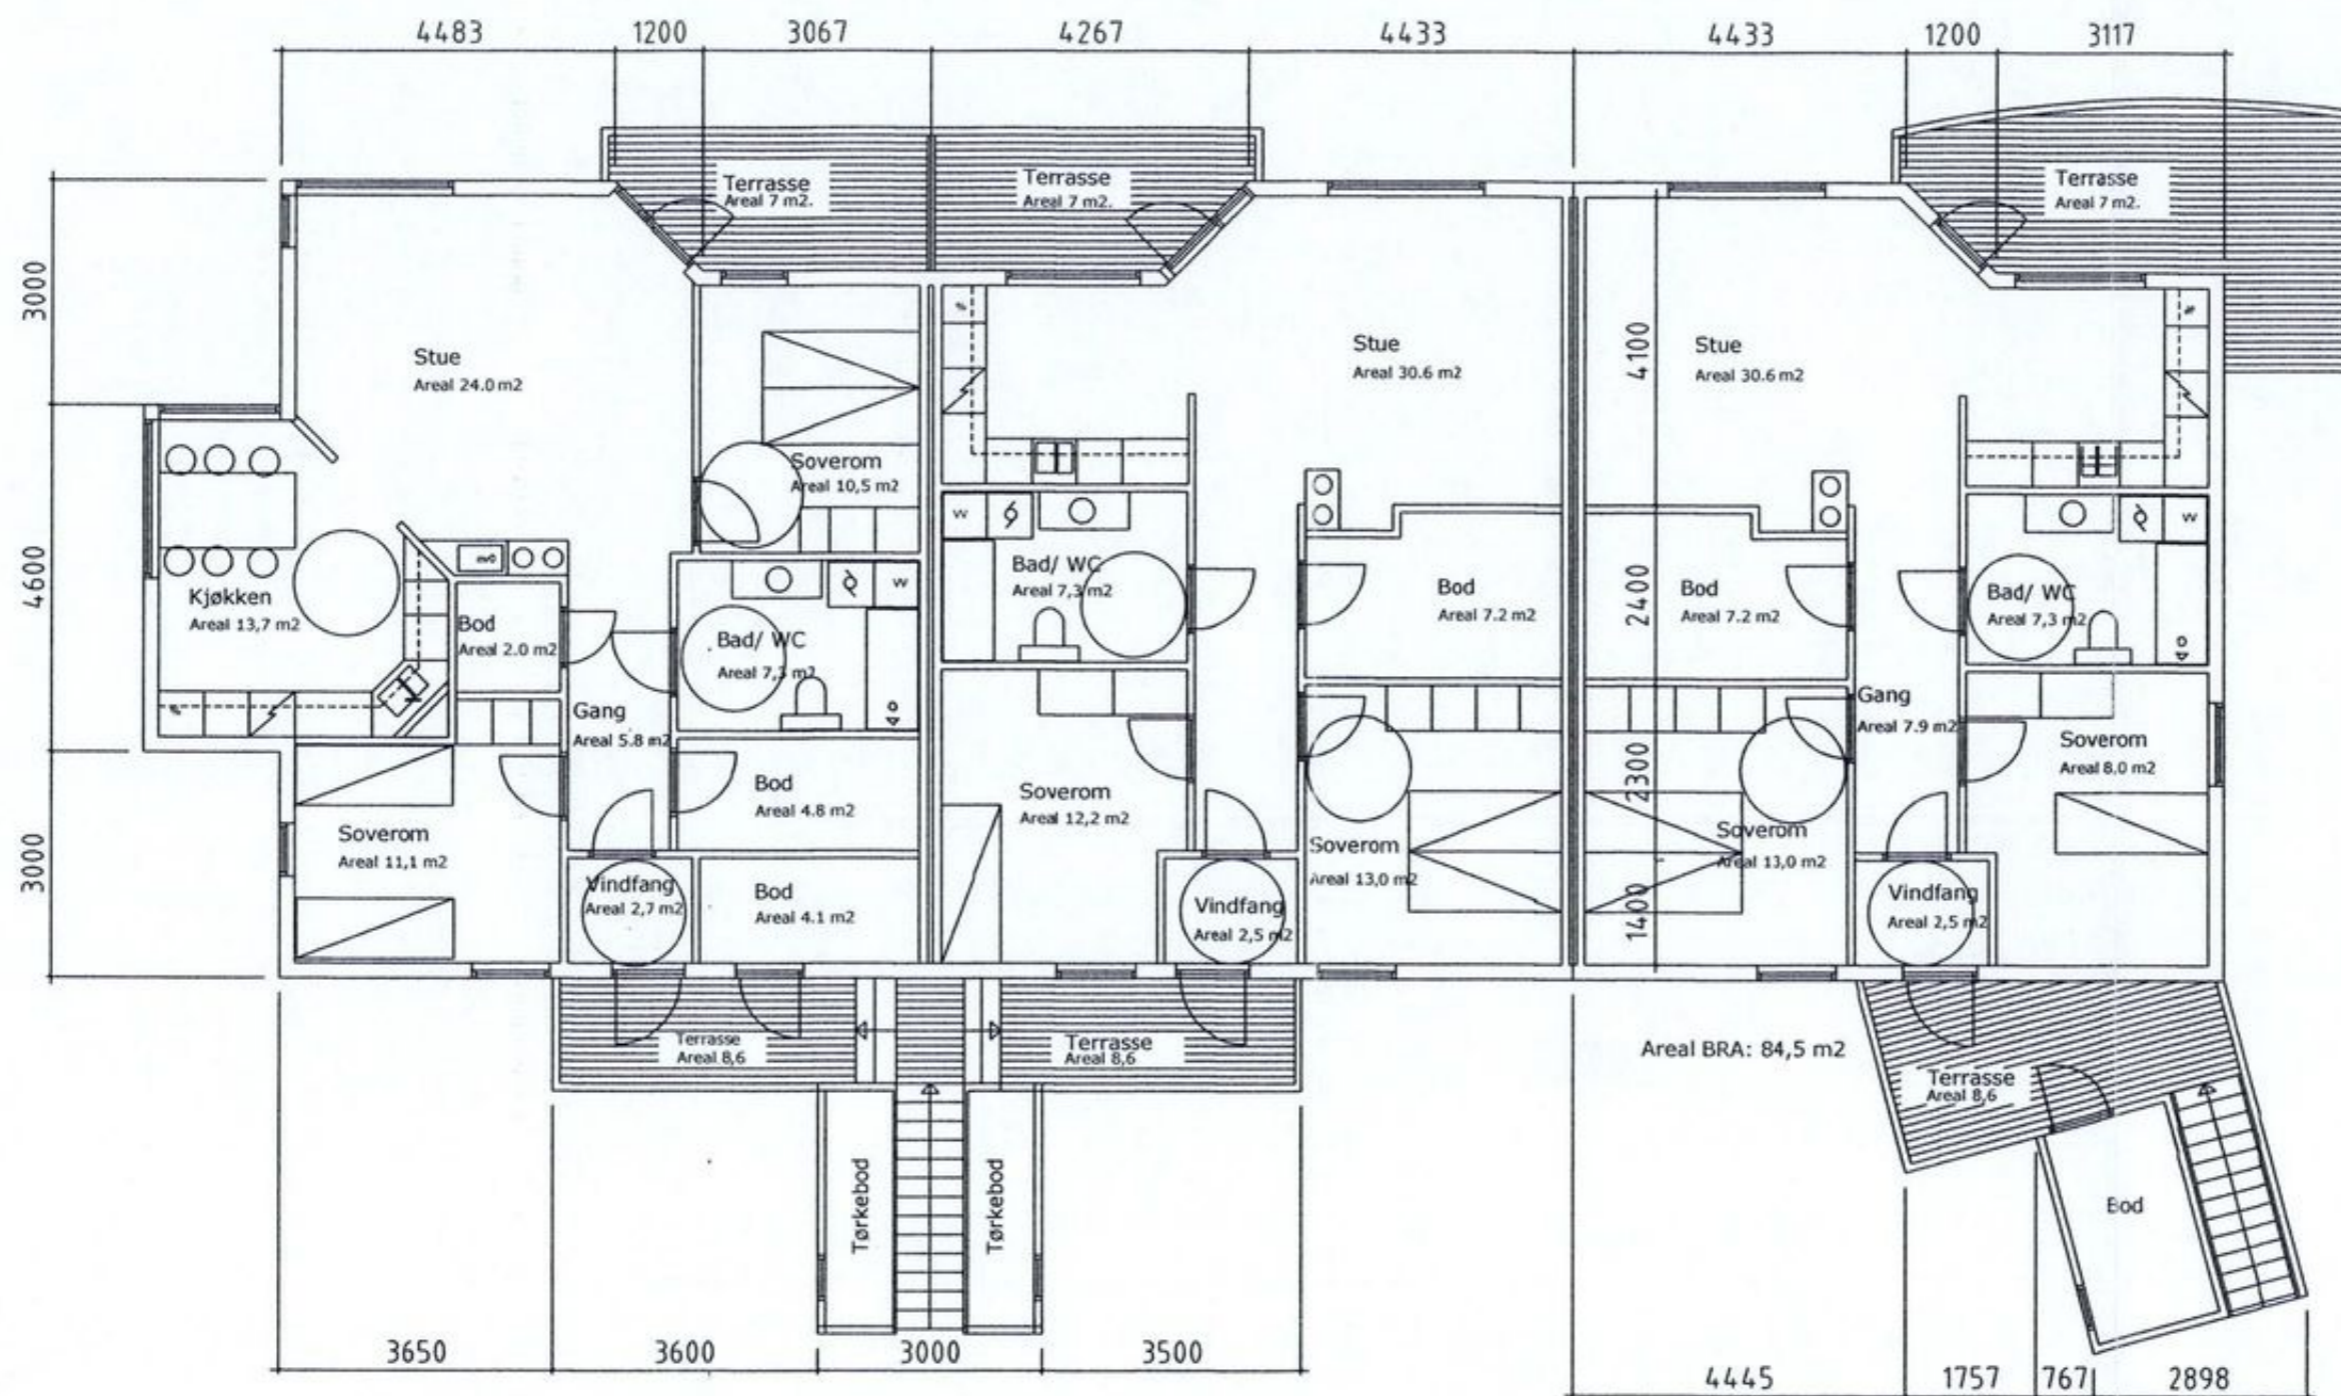 4483 1200 3067 4267 4433 4433 1200 3117
Terrasse
Areal 7 m2.
Terrasse
Areal 7 m2.
Terrasse
Areal 7 m2.
3000
4600
3000
Stue
Areal 24.0 m2
Soverom
Areal 10,5 m2
Kjøkken
Areal 13,7 m2
Bod
Areal 2.0 m2
Bad/ WC
Areal 7,3 m2
Gang
Areal 5.8 m2
Bod
Areal 4.8 m2
Soverom
Areal 11,1 m2
Vindfang
Areal 2,7 m2
Bod
Areal 4.1 m2
Stue
Areal 30.6 m2
Bad/ WC
Areal 7,3 m2
Bod
Areal 7.2 m2
Soverom
Areal 12,2 m2
Vindfang
Areal 2,5 m2
Soverom
Areal 13,0 m2
4100
2400
2300
1400
Stue
Areal 30.6 m2
Bod
Areal 7.2 m2
Bad/ WC
Areal 7,3 m2
Gang
Areal 7.9 m2
Soverom
Areal 8.0 m2
Soverom
Areal 13,0 m2
Vindfang
Areal 2,5 m2
Terrasse
Areal 8,6
Terrasse
Areal 8,6
Areal BRA: 84,5 m2
Terrasse
Areal 8,6
Tørkebod
Tørkebod
Bod
3650 3600 3000 3500
4445 1757 767 2898